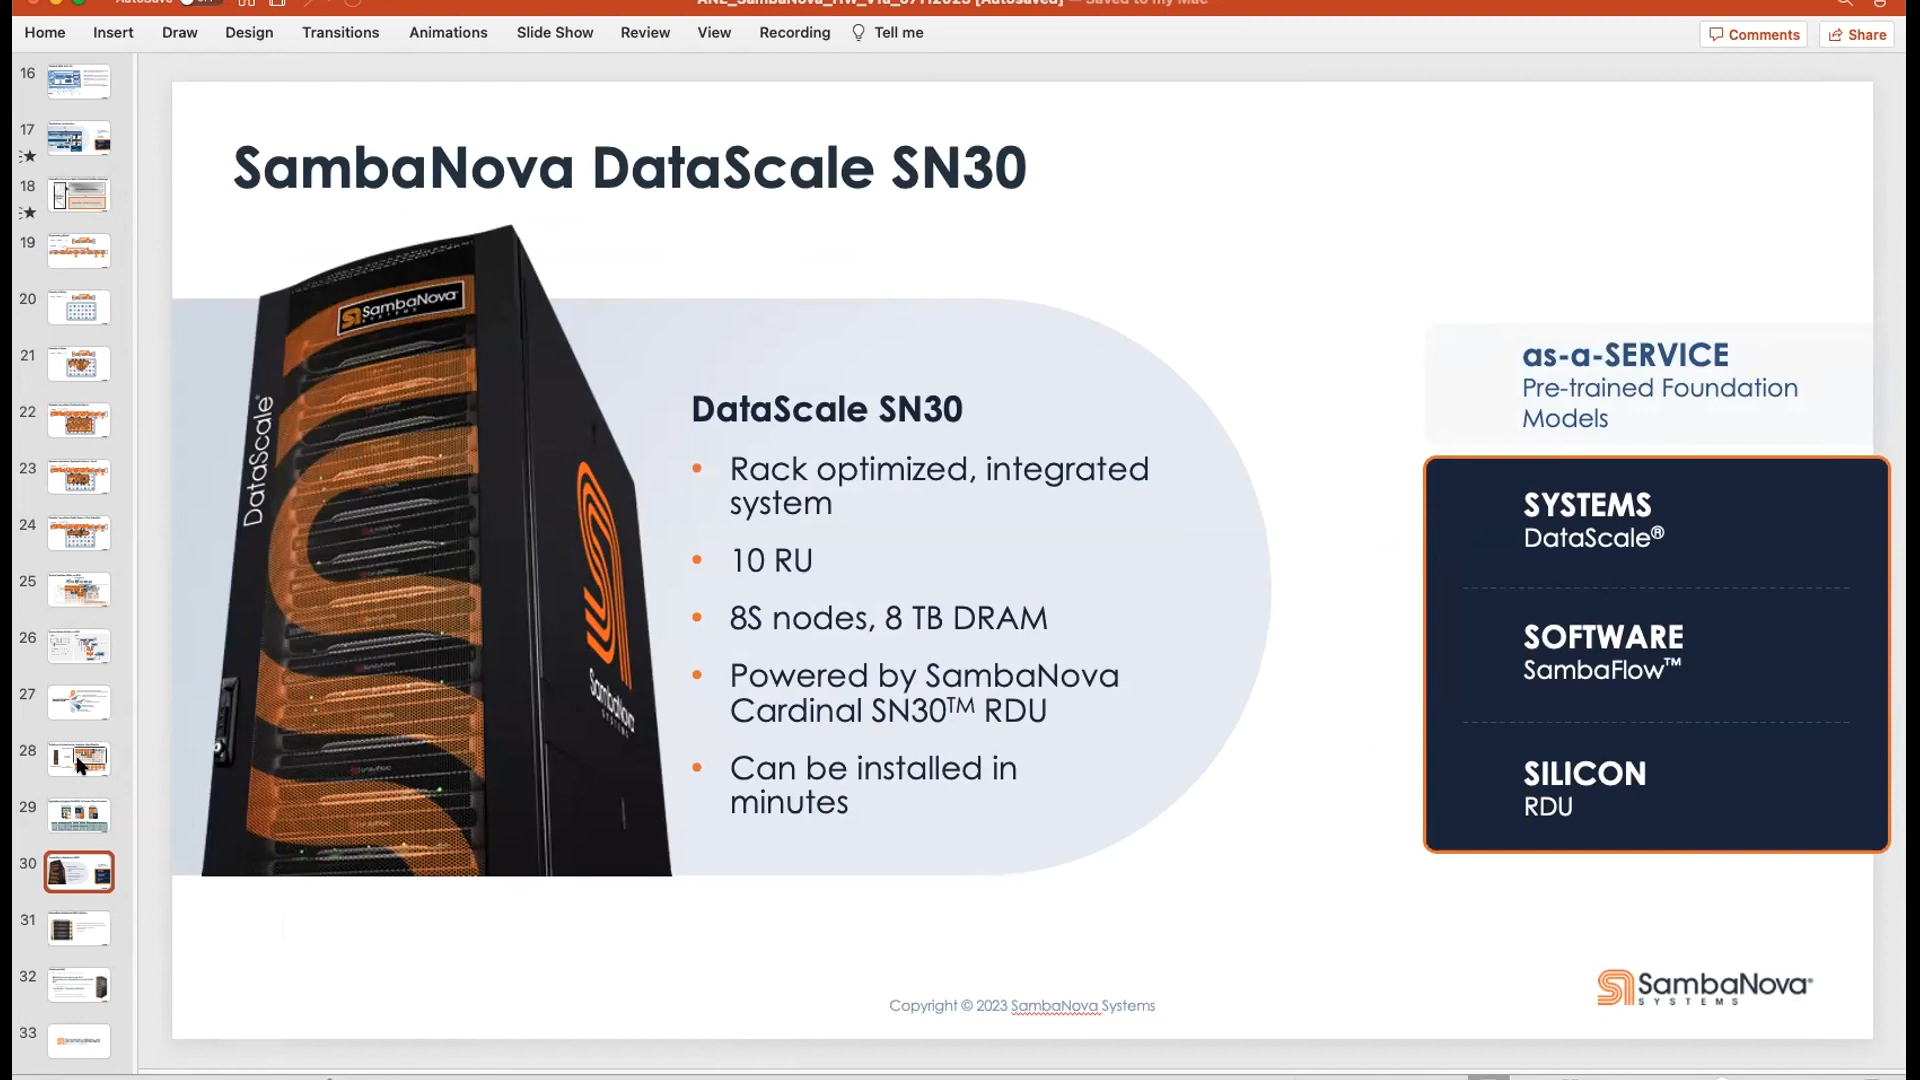 Home Insert Draw Design Transitions Animations Slide Show Review View Recording Tell me Comments Share
16
17
18
19
20
21
22
23
24
25
26
27
28
29
30
31
32
33
SambaNova DataScale SN30
SambaNova
SYSTEMS
DataScale
SambaNova
SYSTEMS
DataScale SN30
• Rack optimized, integrated
system
• 10 RU
• 8S nodes, 8 TB DRAM
• Powered by SambaNova
Cardinal SN30™ RDU
• Can be installed in
minutes
as-a-SERVICE
Pre-trained Foundation
Models
SYSTEMS
DataScale®
SOFTWARE
SambaFlow™
SILICON
RDU
Copyright © 2023 SambaNova Systems
SambaNova®
SYSTEMS